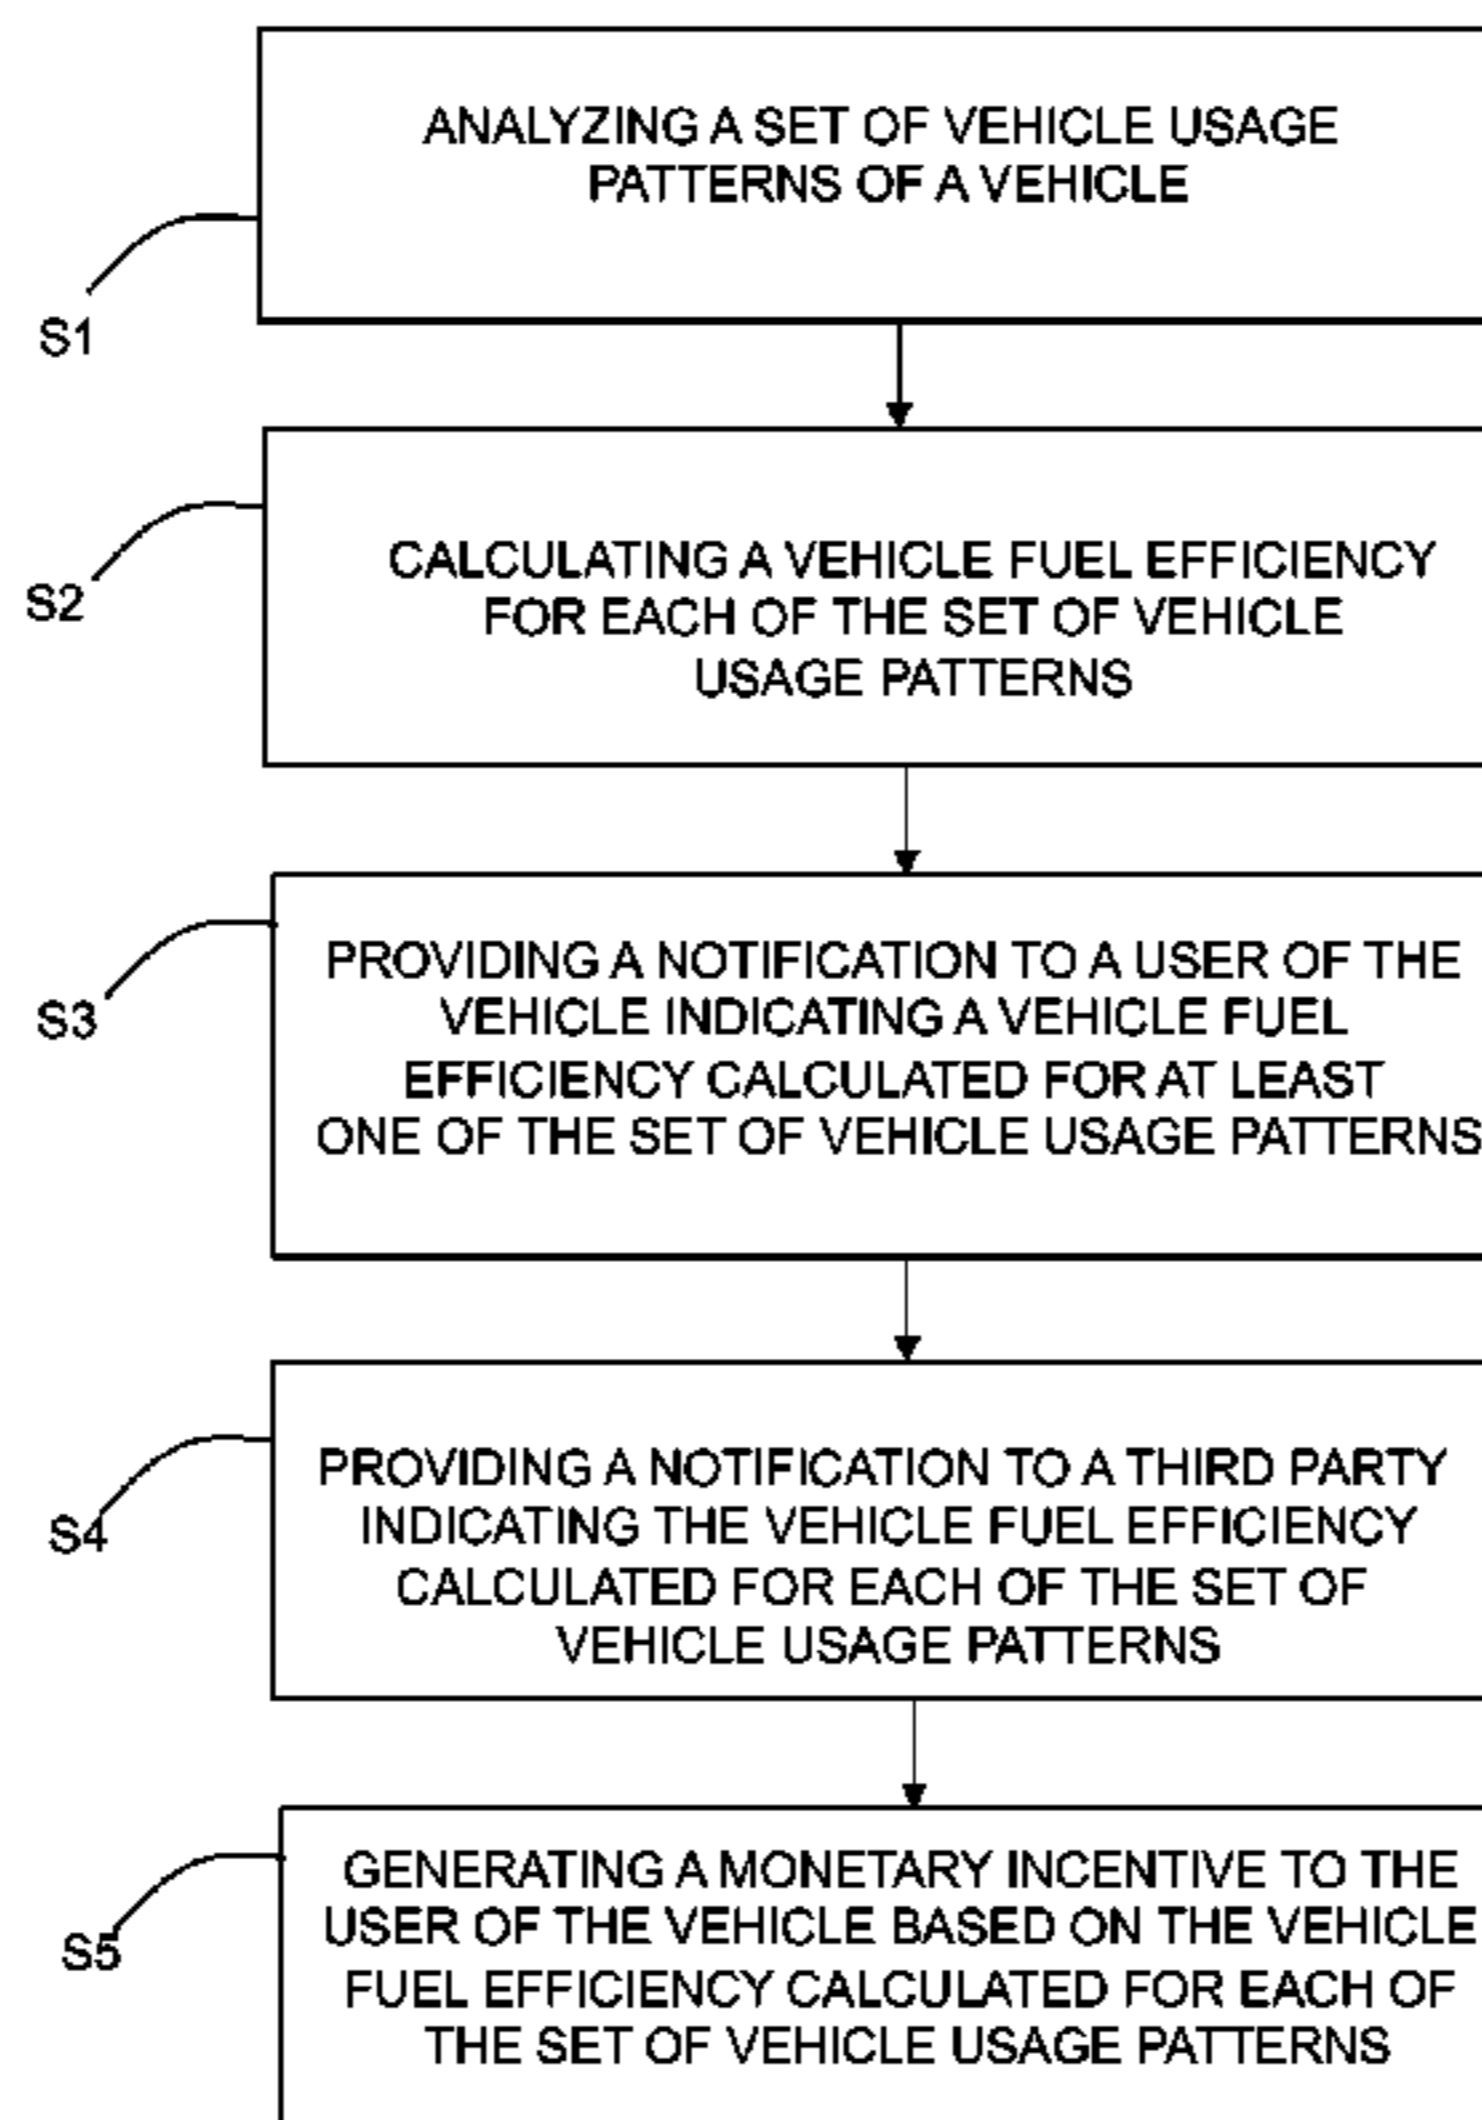 ANALYZING A SET OF VEHICLE USAGE
PATTERNS OF A VEHICLE
S1
CALCULATING A VEHICLE FUEL EFFICIENCY
FOR EACH OF THE SET OF VEHICLE
USAGE PATTERNS
S2
PROVIDING A NOTIFICATION TO A USER OF THE
VEHICLE INDICATING A VEHICLE FUEL
EFFICIENCY CALCULATED FOR AT LEAST
ONE OF THE SET OF VEHICLE USAGE PATTERNS
S3
PROVIDING A NOTIFICATION TO A THIRD PARTY
INDICATING THE VEHICLE FUEL EFFICIENCY
CALCULATED FOR EACH OF THE SET OF
VEHICLE USAGE PATTERNS
S4
GENERATING A MONETARY INCENTIVE TO THE
USER OF THE VEHICLE BASED ON THE VEHICLE
FUEL EFFICIENCY CALCULATED FOR EACH OF
THE SET OF VEHICLE USAGE PATTERNS
S5